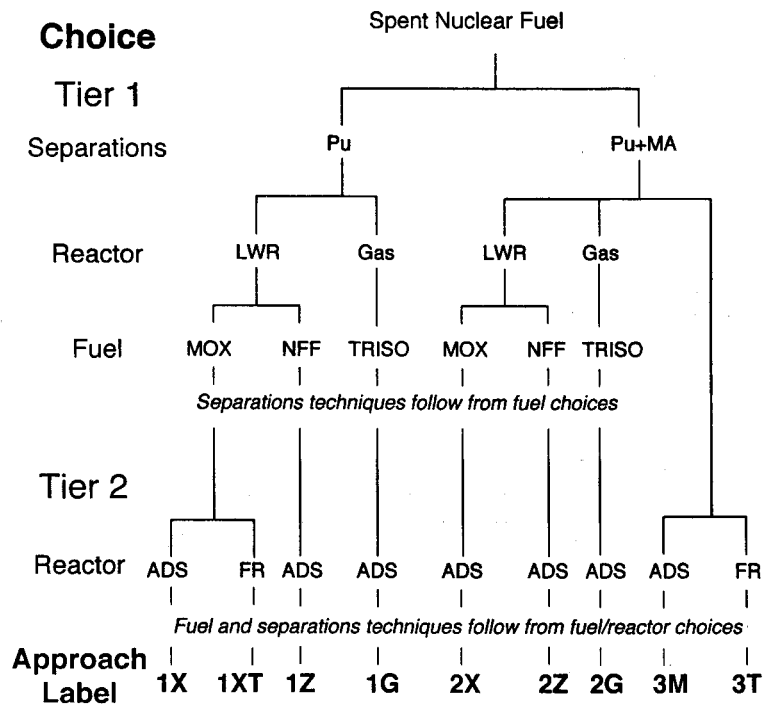 Spent Nuclear Fuel
Choice
Tier 1
Separations Pu Pu+MA
Reactor LWR Gas LWR Gas
Fuel MOX NFF TRISO MOX NFF TRISO
Separations techniques follow from fuel choices
Tier 2
Reactor ADS FR ADS ADS ADS ADS ADS ADS FR
Fuel and separations techniques follow from fuel/reactor choices
Approach
Label 1X 1XT 1Z 1G 2X 2Z 2G 3M 3T